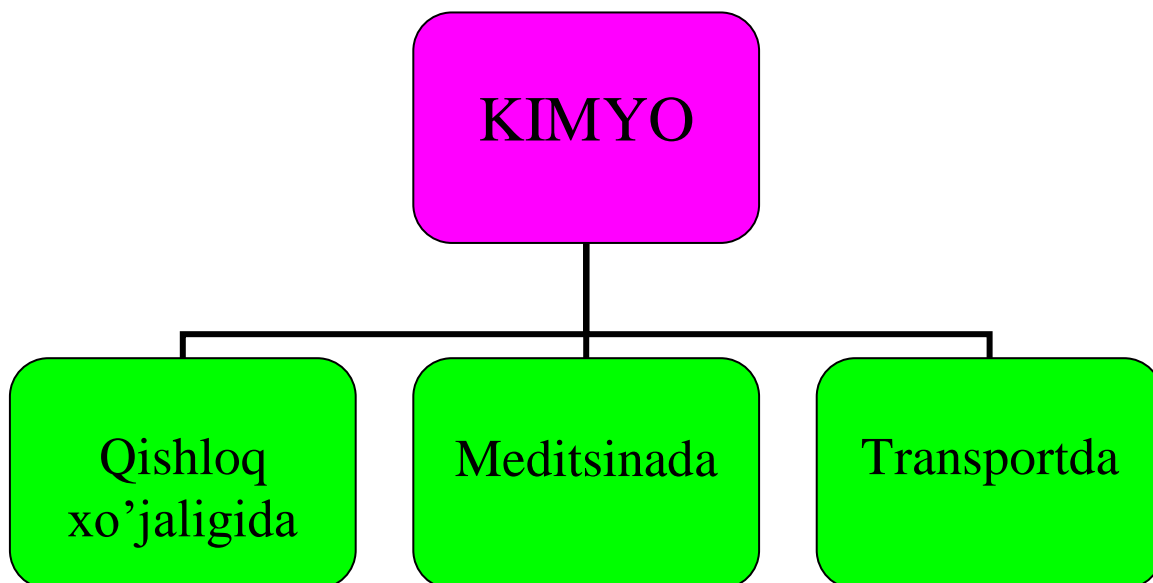 KIMYO
Qishloq
xo’jaligida
Meditsinada
Transportda